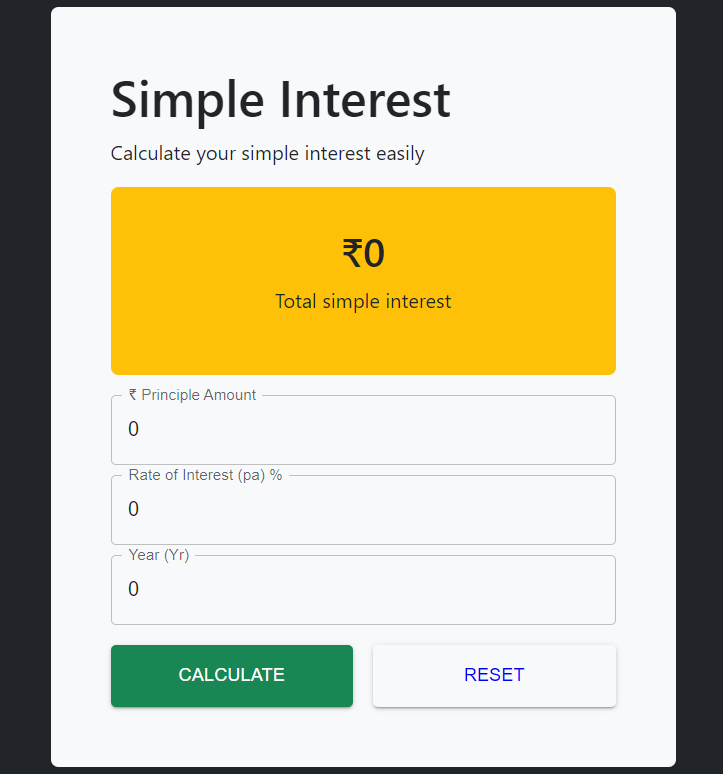 Simple Interest
Calculate your simple interest easily
₹0
Total simple interest
₹ Principle Amount
0
Rate of Interest (pa) %
0
Year (Yr)
0
CALCULATE
RESET